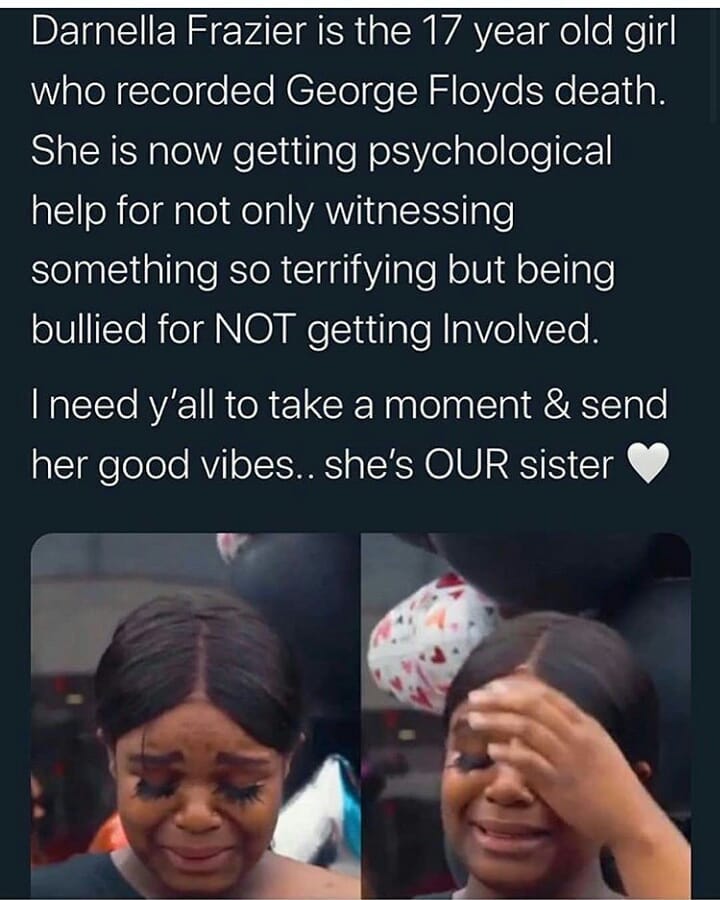 Darnella Frazier is the 17 year old girl
who recorded George Floyds death.
She is now getting psychological
help for not only witnessing
something so terrifying but being
bullied for NOT getting Involved.
I need y'all to take a moment & send
her good vibes.. she's OUR sister 🤍